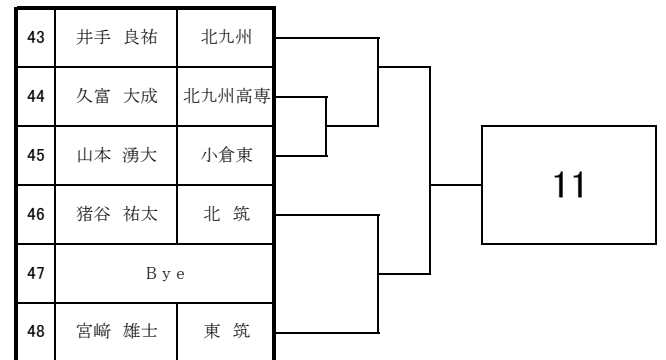 43 井手 良祐 北九州
44 久富 大成 北九州高専
45 山本 湧大 小倉東
46 猪谷 祐太 北 筑
47 Bye
48 宮﨑 雄士 東 筑
11